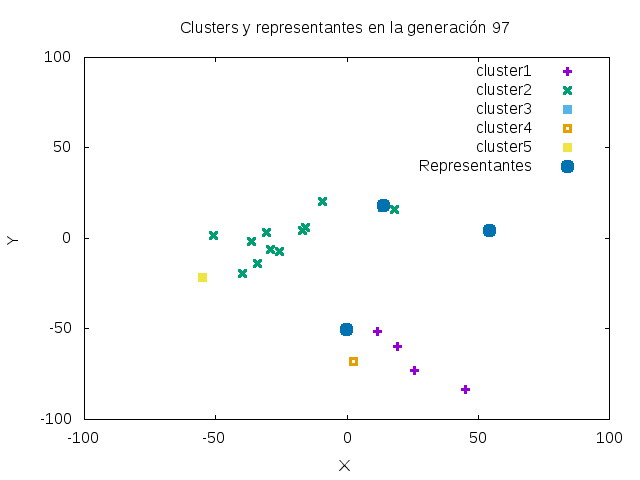 Clusters y representantes en la generación 97
100
cluster1
cluster2
cluster3
cluster4
cluster5
Representantes
50
Y
0
-50
-100
-100 -50 0 50 100
X